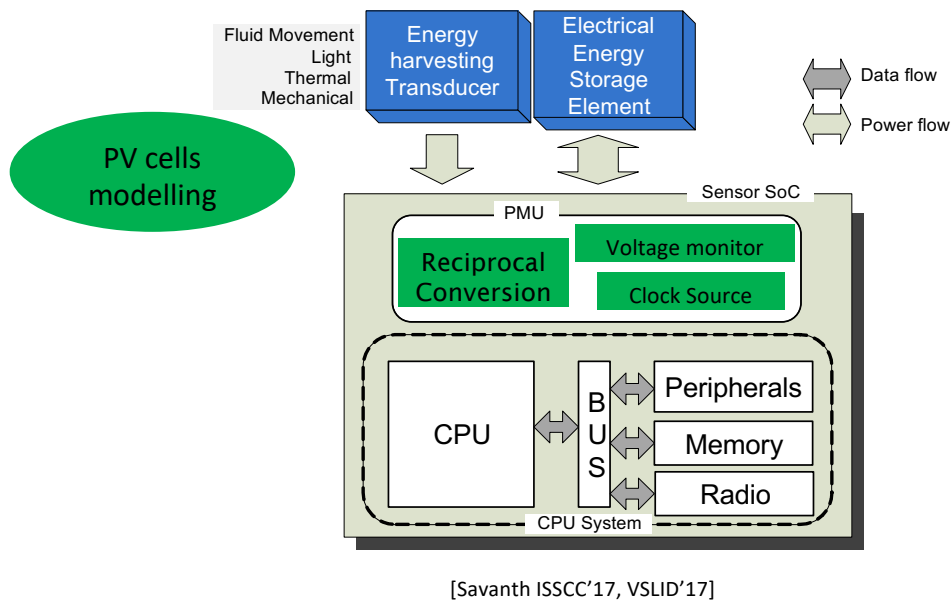 Fluid Movement
Light
Thermal
Mechanical
Energy
harvesting
Transducer
Electrical
Energy
Storage
Element
Data flow
Power flow
PV cells
modelling
Sensor SoC
PMU
Reciprocal
Conversion
Voltage monitor
Clock Source
CPU
B
U
S
Peripherals
Memory
Radio
CPU System
[Savanth ISSCC'17, VSLID'17]